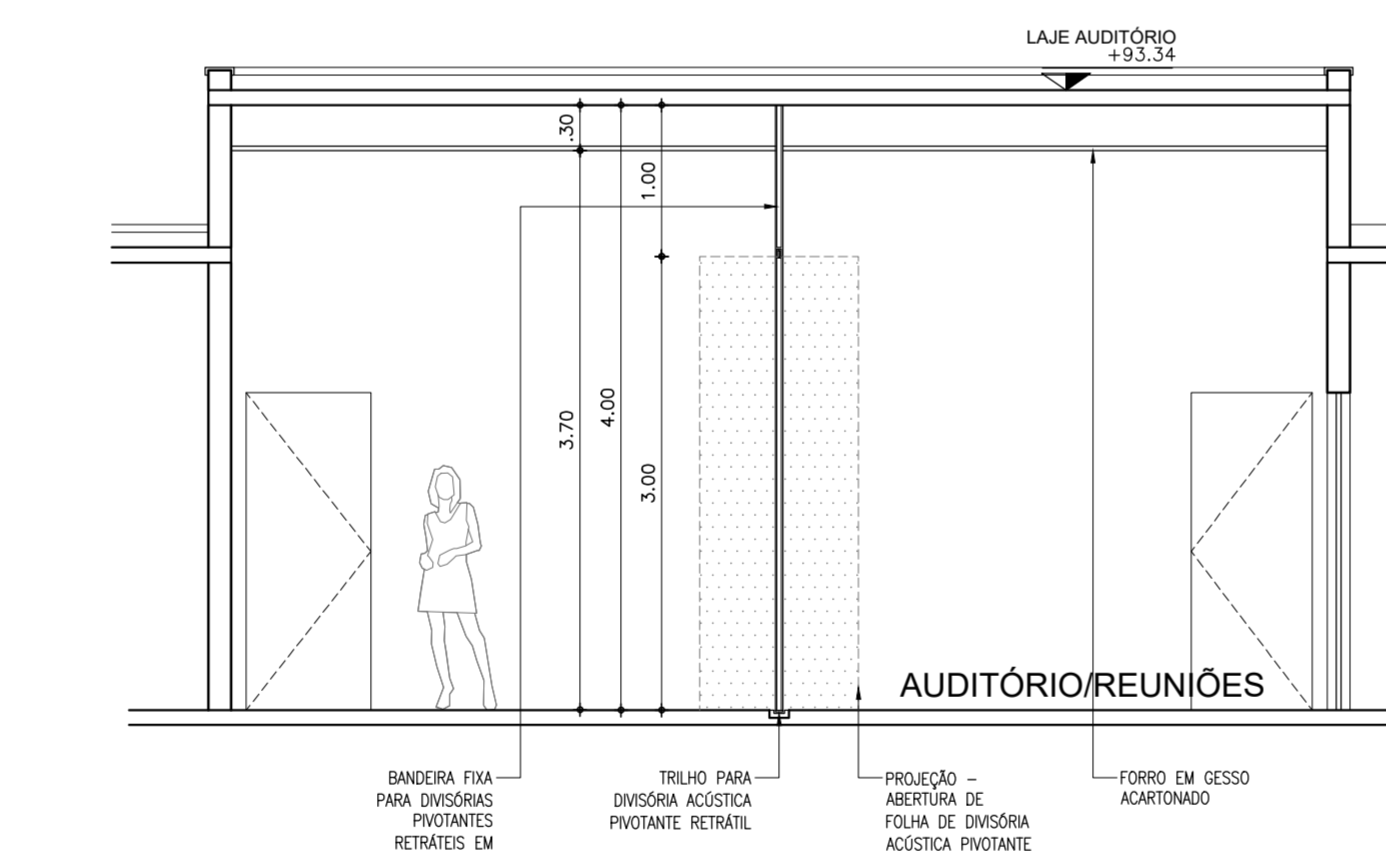 LAJE AUDITÓRIO
+93.34
.30
1.00
3.70
4.00
3.00
AUDITÓRIO/REUNIÕES
BANDEIRA FIXA
PARA DIVISÓRIAS
PIVOTANTES
RETRÁTEIS EM
TRILHO PARA
DIVISÓRIA ACÚSTICA
PIVOTANTE RETRÁTIL
PROJEÇÃO –
ABERTURA DE
FOLHA DE DIVISÓRIA
ACÚSTICA PIVOTANTE
FORRO EM GESSO
ACARTONADO